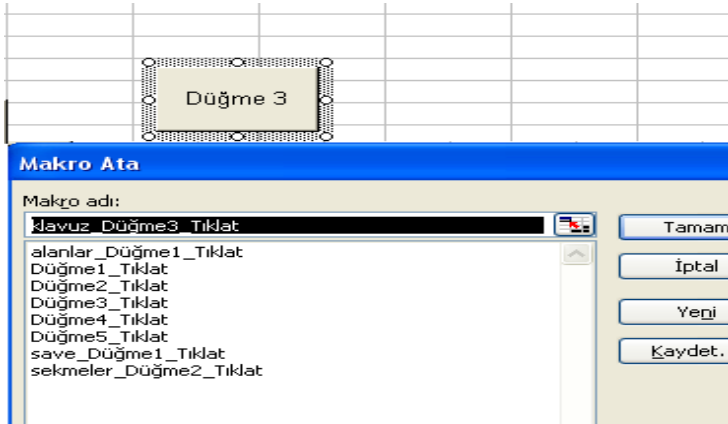 Düğme 3
Makro Ata
Makro adı:
klavuz_Düğme3_Tıklat
alanlar_Düğme1_Tıklat
Düğme1_Tıklat
Düğme2_Tıklat
Düğme3_Tıklat
Düğme4_Tıklat
Düğme5_Tıklat
save_Düğme1_Tıklat
sekmeler_Düğme2_Tıklat
Tamam
İptal
Yeni
Kaydet.